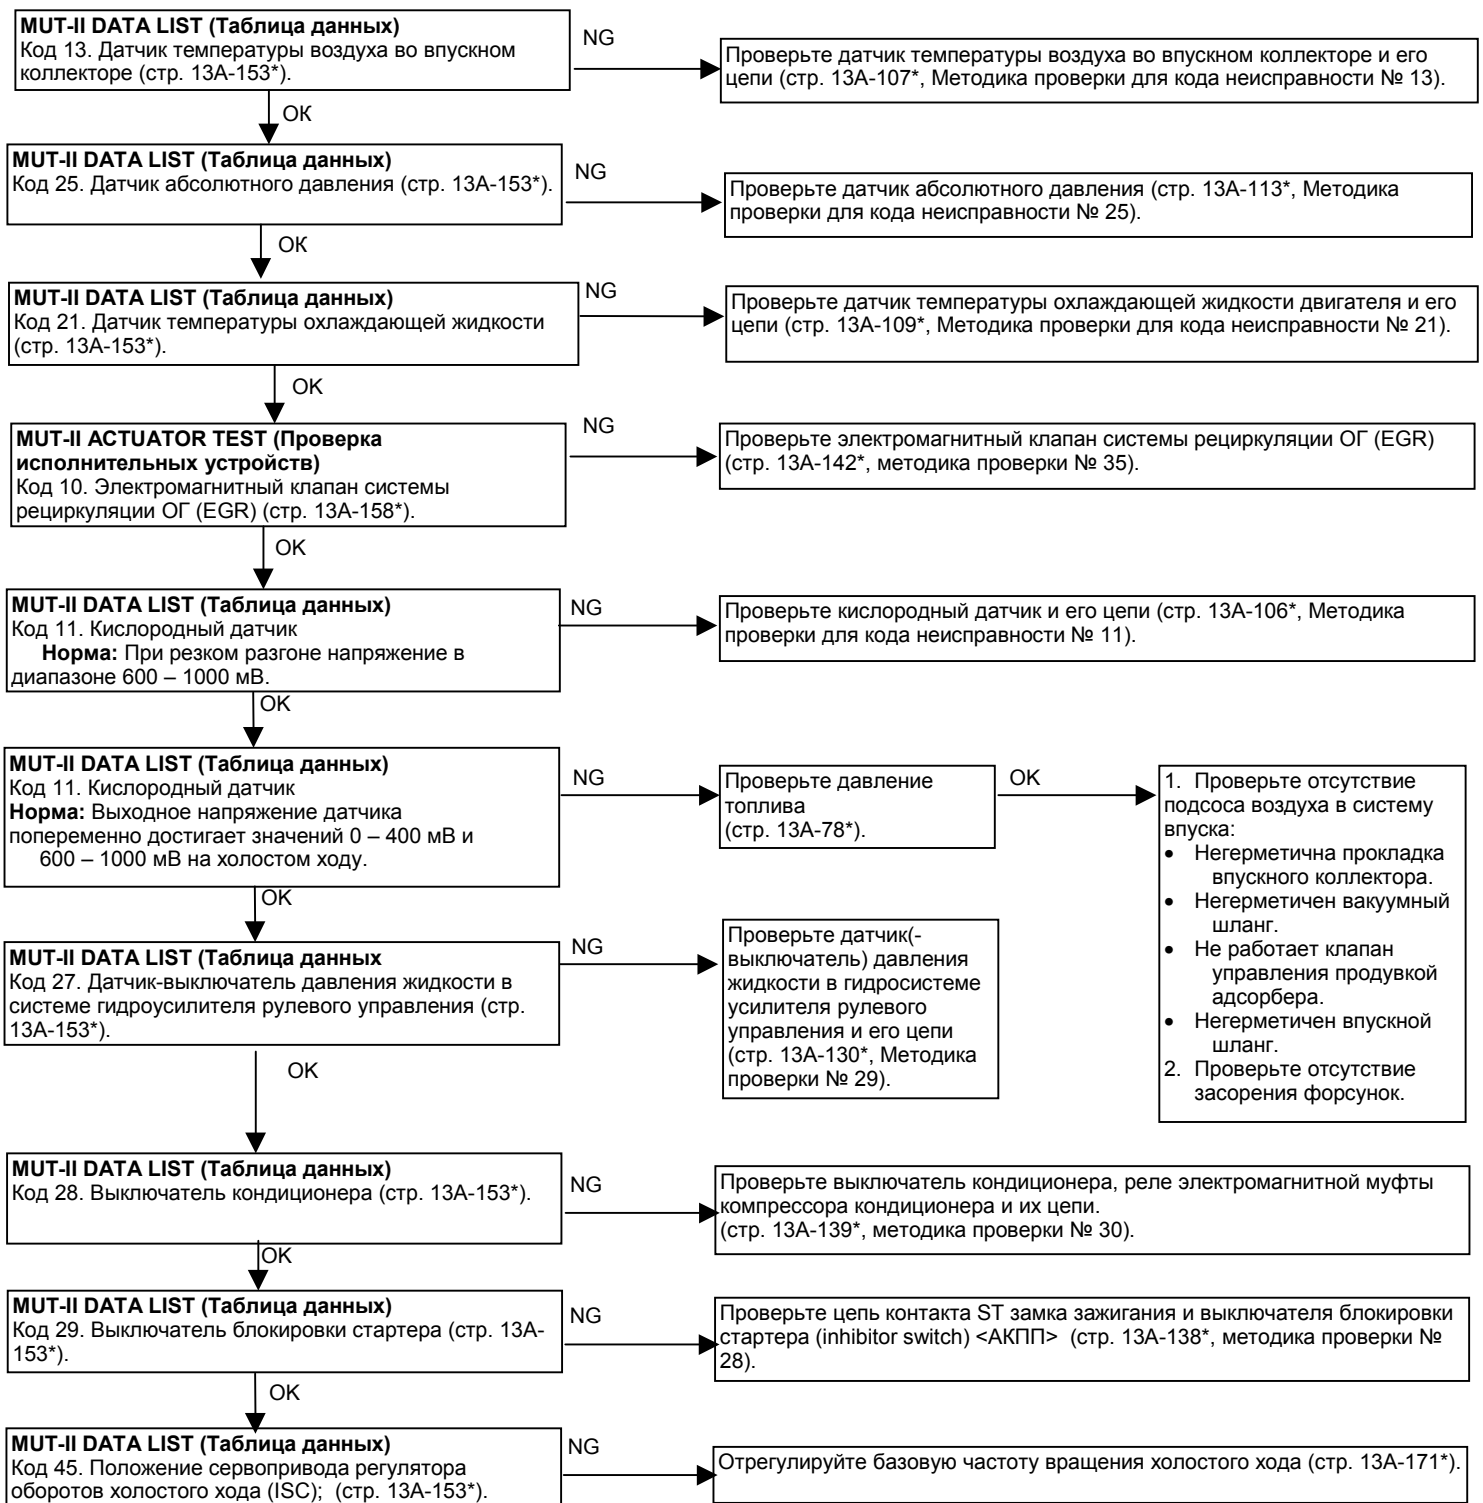 MUT-II DATA LIST (Таблица данных)
Код 13. Датчик температуры воздуха во впускном
коллекторе (стр. 13А-153*).
NG
Проверьте датчик температуры воздуха во впускном коллекторе и его
цепи (стр. 13А-107*, Методика проверки для кода неисправности № 13).
OK
MUT-II DATA LIST (Таблица данных)
Код 25. Датчик абсолютного давления (стр. 13А-153*).
NG
Проверьте датчик абсолютного давления (стр. 13А-113*, Методика
проверки для кода неисправности № 25).
OK
MUT-II DATA LIST (Таблица данных)
Код 21. Датчик температуры охлаждающей жидкости
(стр. 13А-153*).
NG
Проверьте датчик температуры охлаждающей жидкости двигателя и его
цепи (стр. 13А-109*, Методика проверки для кода неисправности № 21).
OK
MUT-II ACTUATOR TEST (Проверка
исполнительных устройств)
Код 10. Электромагнитный клапан системы
рециркуляции ОГ (EGR) (стр. 13А-158*).
NG
Проверьте электромагнитный клапан системы рециркуляции ОГ (EGR)
(стр. 13А-142*, методика проверки № 35).
OK
MUT-II DATA LIST (Таблица данных)
Код 11. Кислородный датчик
Норма: При резком разгоне напряжение в
диапазоне 600 – 1000 мВ.
NG
Проверьте кислородный датчик и его цепи (стр. 13А-106*, Методика
проверки для кода неисправности № 11).
OK
MUT-II DATA LIST (Таблица данных)
Код 11. Кислородный датчик
Норма: Выходное напряжение датчика
попеременно достигает значений 0 – 400 мВ и
600 – 1000 мВ на холостом ходу.
NG
Проверьте давление
топлива
(стр. 13А-78*).
OK
1. Проверьте отсутствие
подсоса воздуха в систему
впуска:
• Негерметична прокладка
впускного коллектора.
• Негерметичен вакуумный
шланг.
• Не работает клапан
управления продувкой
адсорбера.
• Негерметичен впускной
шланг.
2. Проверьте отсутствие
засорения форсунок.
OK
MUT-II DATA LIST (Таблица данных
Код 27. Датчик-выключатель давления жидкости в
системе гидроусилителя рулевого управления (стр.
13А-153*).
NG
Проверьте датчик(-
выключатель) давления
жидкости в гидросистеме
усилителя рулевого
управления и его цепи
(стр. 13А-130*, Методика
проверки № 29).
OK
MUT-II DATA LIST (Таблица данных)
Код 28. Выключатель кондиционера (стр. 13А-153*).
NG
Проверьте выключатель кондиционера, реле электромагнитной муфты
компрессора кондиционера и их цепи.
(стр. 13А-139*, методика проверки № 30).
OK
MUT-II DATA LIST (Таблица данных)
Код 29. Выключатель блокировки стартера (стр. 13А-
153*).
NG
Проверьте цепь контакта ST замка зажигания и выключателя блокировки
стартера (inhibitor switch) <АКПП> (стр. 13А-138*, методика проверки №
28).
OK
MUT-II DATA LIST (Таблица данных)
Код 45. Положение сервопривода регулятора
оборотов холостого хода (ISC); (стр. 13А-153*).
NG
Отрегулируйте базовую частоту вращения холостого хода (стр. 13А-171*).